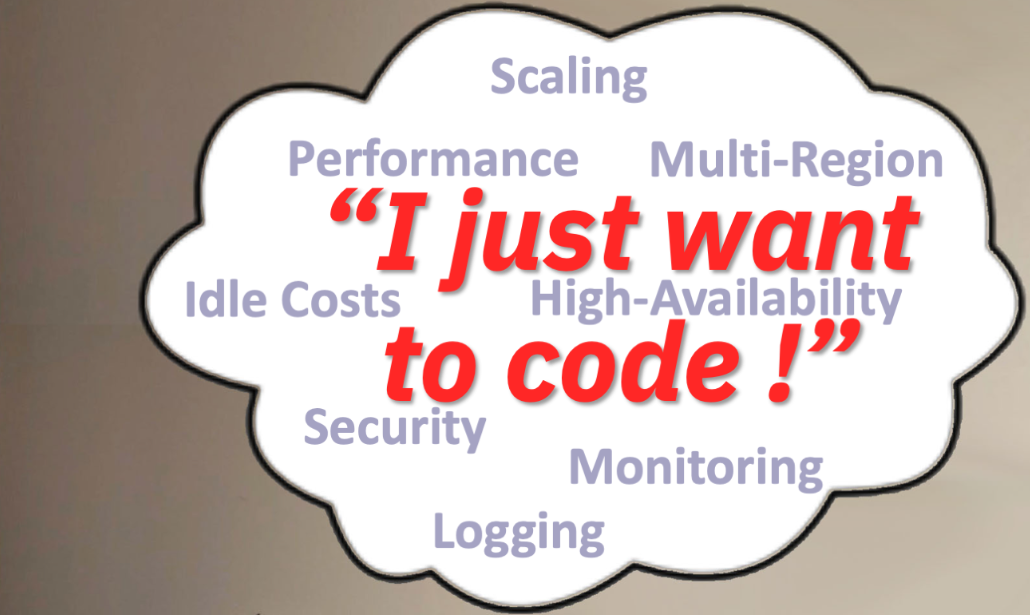 Scaling
Performance Multi-Region
“I just want
Idle Costs High-Availability
to code !”
Security
Monitoring
Logging